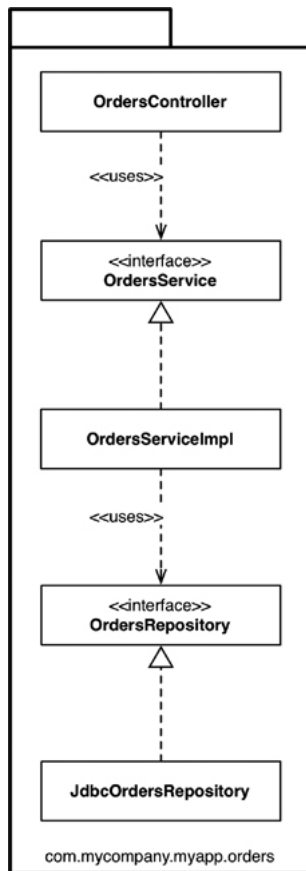 OrdersController
<<uses>>
<<interface>>
OrdersService
OrdersServiceImpl
<<uses>>
<<interface>>
OrdersRepository
JdbcOrdersRepository
com.mycompany.myapp.orders